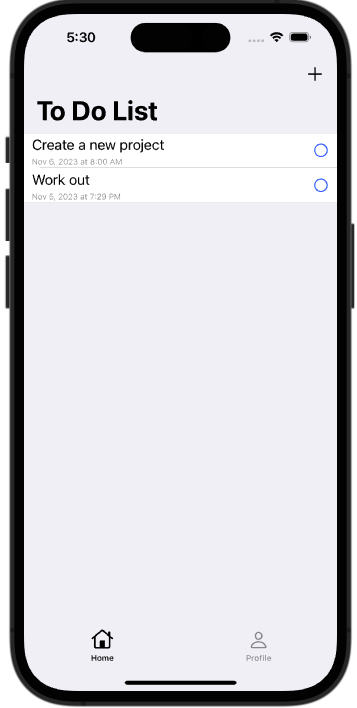 5:30
To Do List
Create a new project
Nov 6, 2023 at 8:00 AM
Work out
Nov 5, 2023 at 7:29 PM
Home
Profile